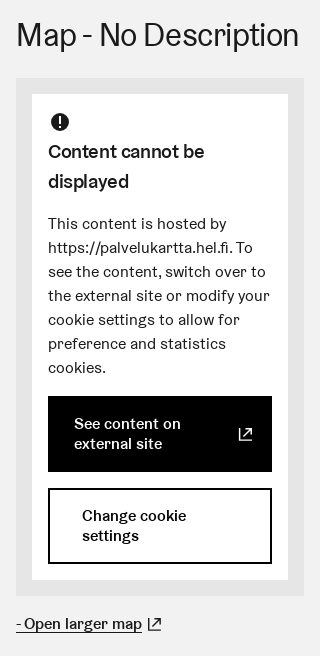 Map - No Description
Content cannot be
displayed
This content is hosted by
https://palvelukartta.hel.fi. To
see the content, switch over to
the external site or modify your
cookie settings to allow for
preference and statistics
cookies.
See content on
external site
Change cookie
settings
- Open larger map